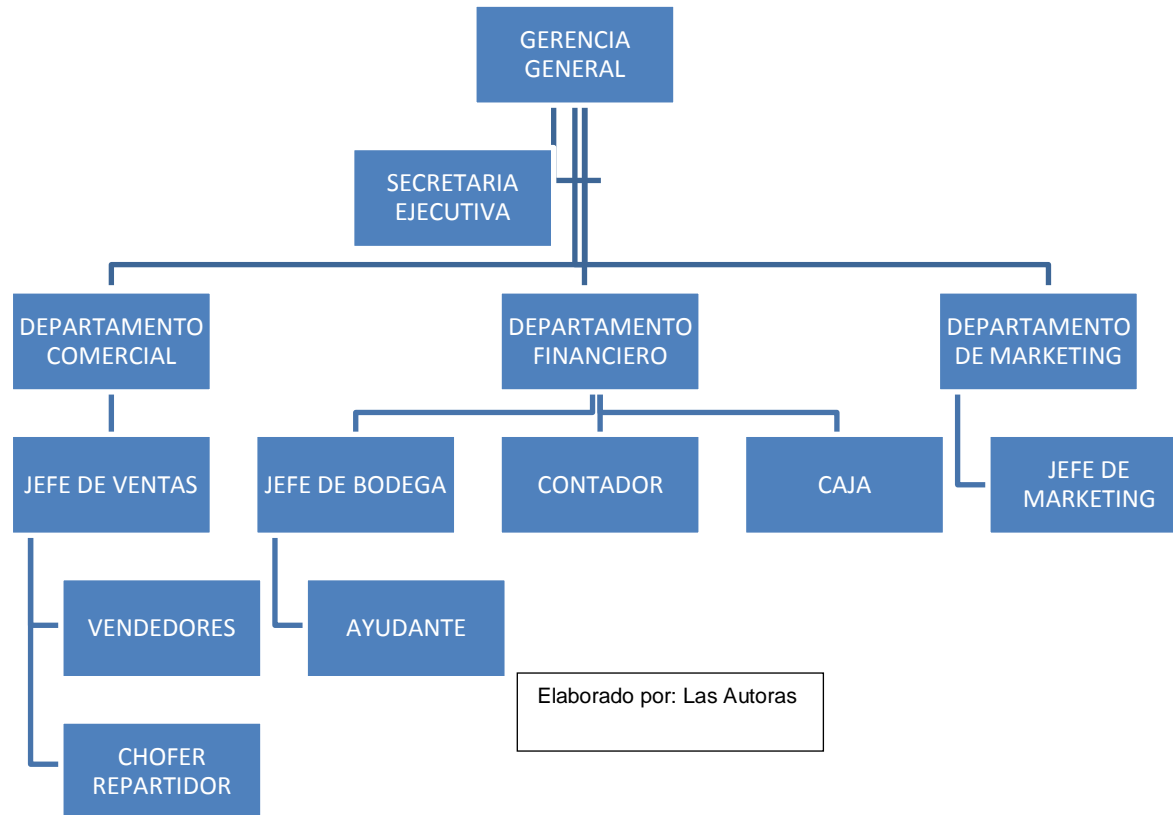 GERENCIA
GENERAL
SECRETARIA
EJECUTIVA
DEPARTAMENTO
COMERCIAL
DEPARTAMENTO
FINANCIERO
DEPARTAMENTO
DE MARKETING
JEFE DE VENTAS
JEFE DE BODEGA
CONTADOR
CAJA
JEFE DE
MARKETING
VENDEDORES
AYUDANTE
Elaborado por: Las Autoras
CHOFER
REPARTIDOR